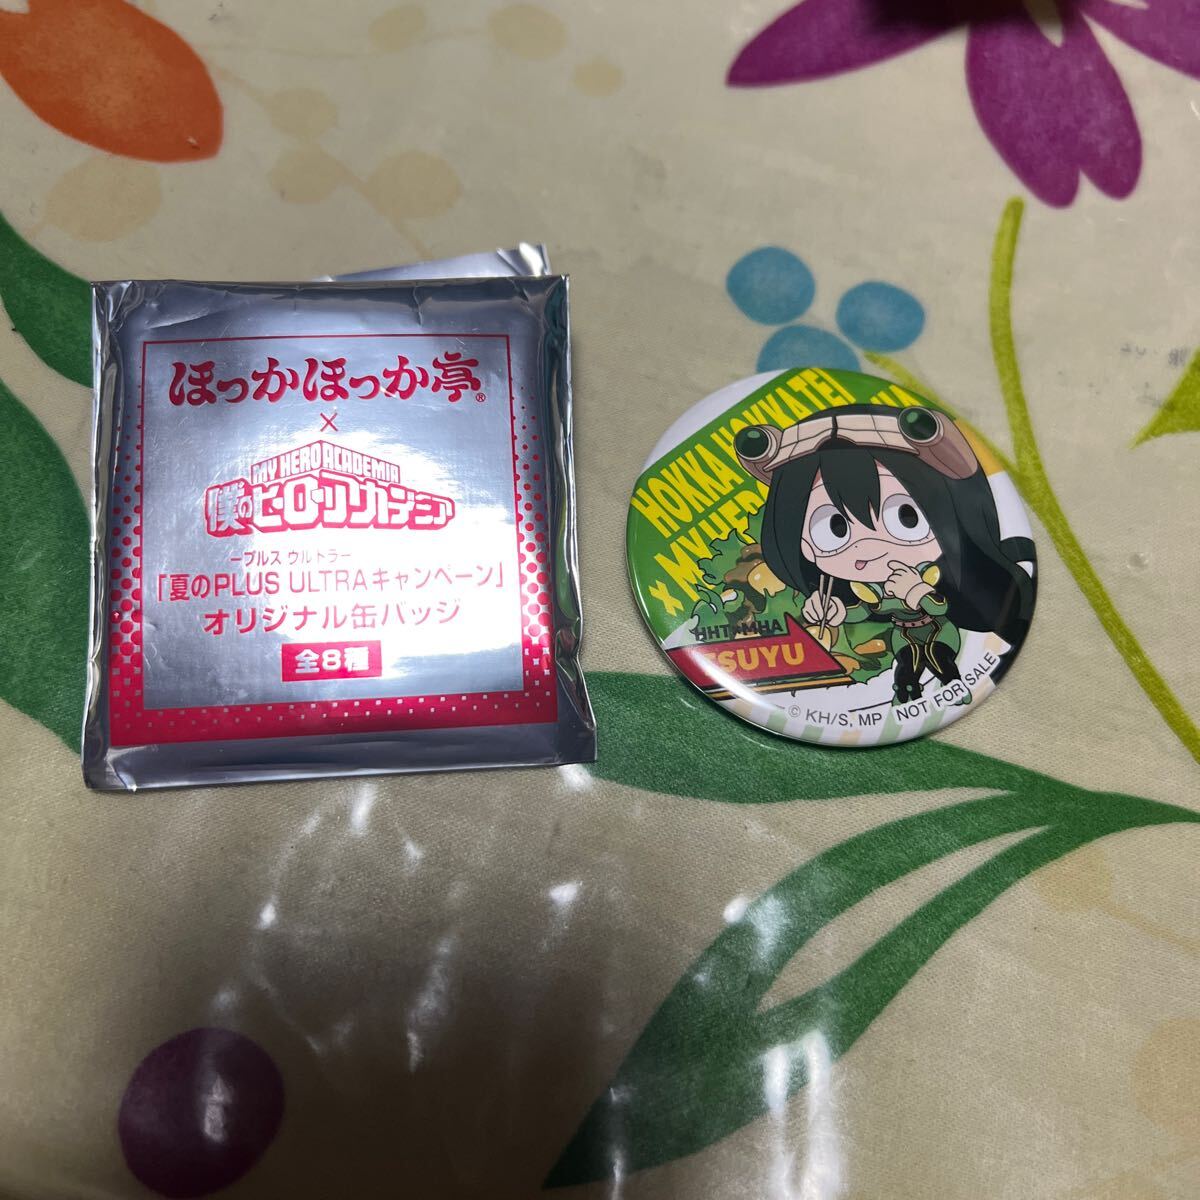 ほっかほっか亭®
×
MY HERO ACADEMIA
僕のヒーローアカデミア
ープルス ウルトラー
「夏のPLUS ULTRAキャンペーン」
オリジナル缶バッジ
全8種
HOKKA HOKKATEI
× MY HERO
HHT×MHA
TSUYU
© KH/S, MP NOT FOR SALE